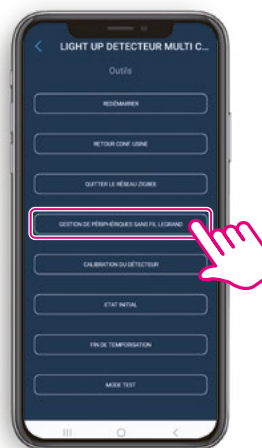 LIGHT UP DETECTEUR MULTI C...
Outils
REDÉMARRER
RETOUR CONF USINE
QUITTER LE RÉSEAU ZIGBEE
GESTION DE PÉRIPHÉRIQUES SANS FIL LEGRAND
CALIBRATION DU DÉTECTEUR
ETAT INITIAL
FIN DE TEMPORISATION
MODE TEST